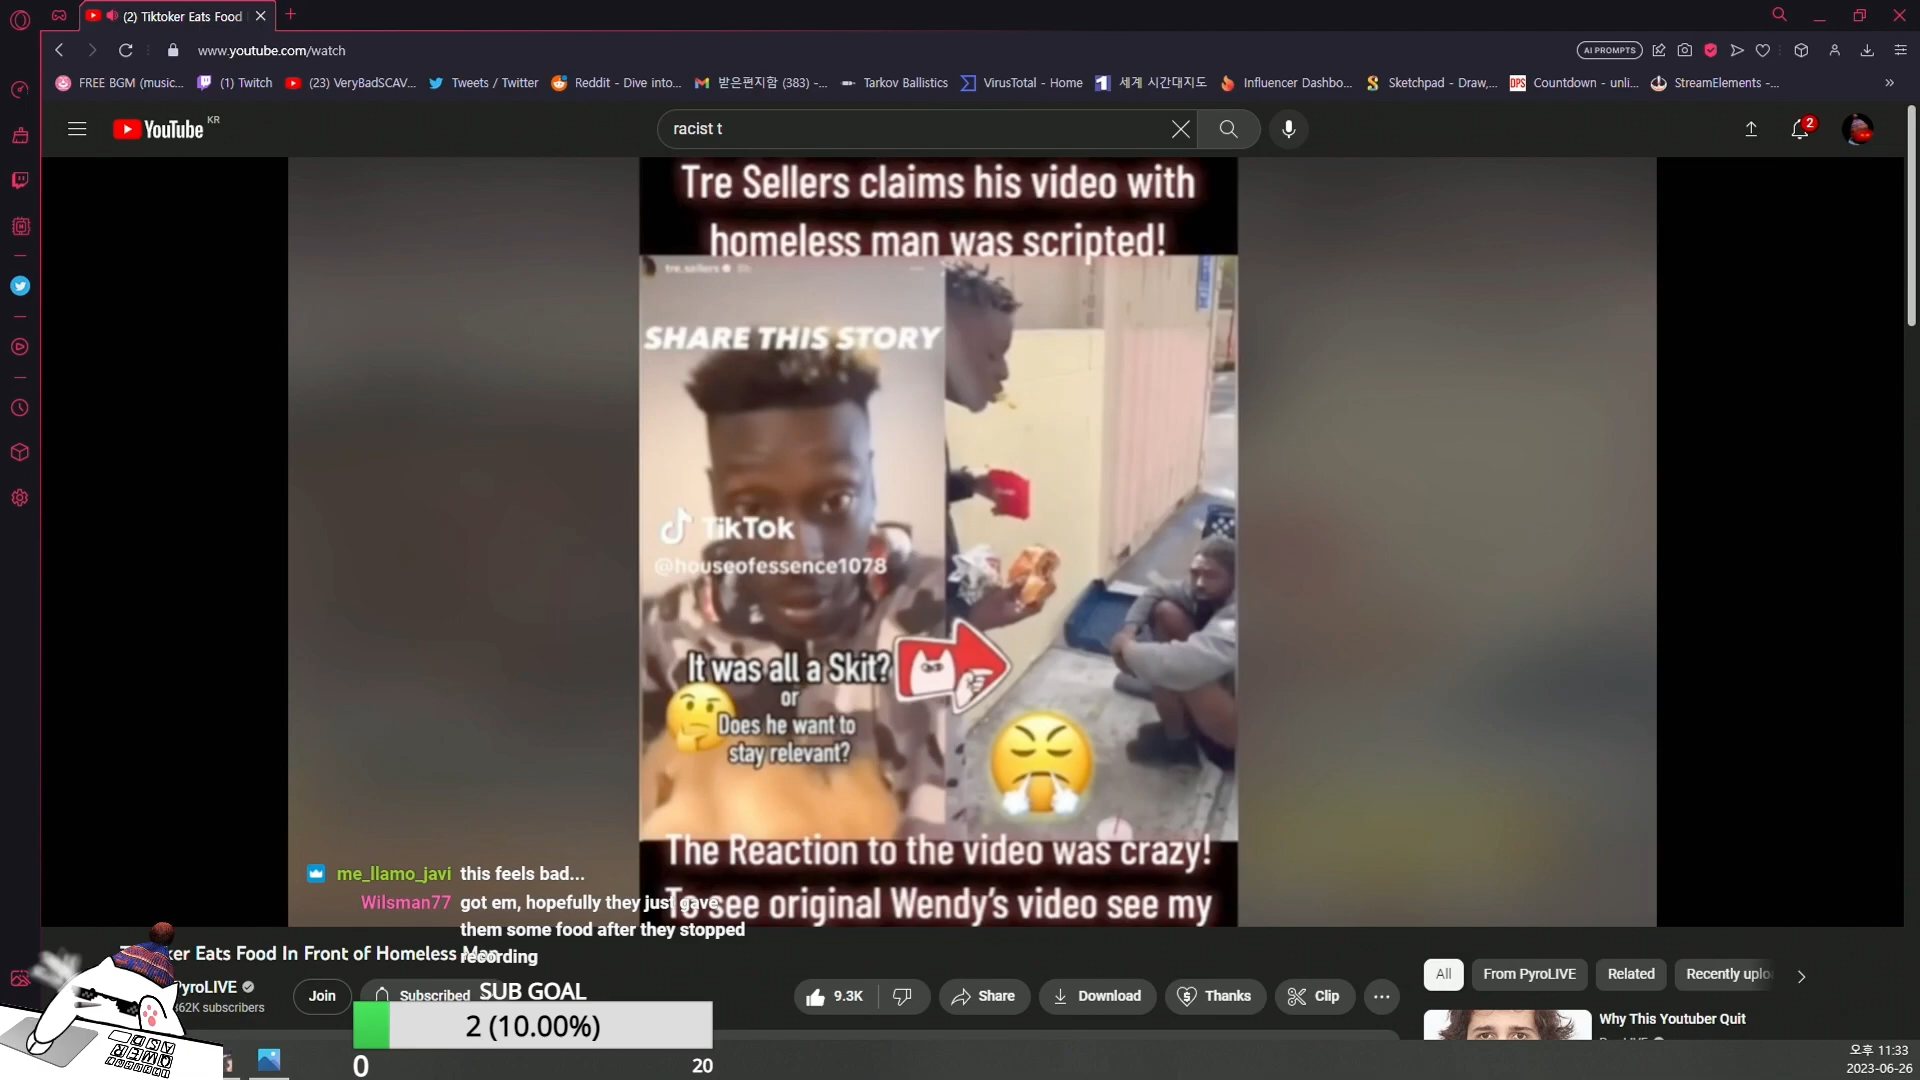 (2) Tiktoker Eats Food
www.youtube.com/watch
AI PROMPTS
FREE BGM (music...
(1) Twitch
(23) VeryBadSCAV...
Tweets / Twitter
Reddit - Dive into...
받은편지함 (383) -...
Tarkov Ballistics
VirusTotal - Home
세계 시간대지도
Influencer Dashbo...
Sketchpad - Draw,...
OPS
Countdown - unli...
StreamElements -...
YouTube KR
racist t
2
Tre Sellers claims his video with
homeless man was scripted!
tre.sellers
SHARE THIS STORY
TikTok
@houseofessence1078
It was all a Skit?
or
Does he want to
stay relevant?
The Reaction to the video was crazy!
To see original Wendy's video see my
me_llamo_javi this feels bad...
Wilsman77 got em, hopefully they just gave
them some food after they stopped
recording
ker Eats Food In Front of Homeless Man
yroLIVE
62K subscribers
Join
Subscribed
9.3K
Share
Download
Thanks
Clip
SUB GOAL
2 (10.00%)
0
20
All
From PyroLIVE
Related
Recently uplo
Why This Youtuber Quit
오후 11:33
2023-06-26